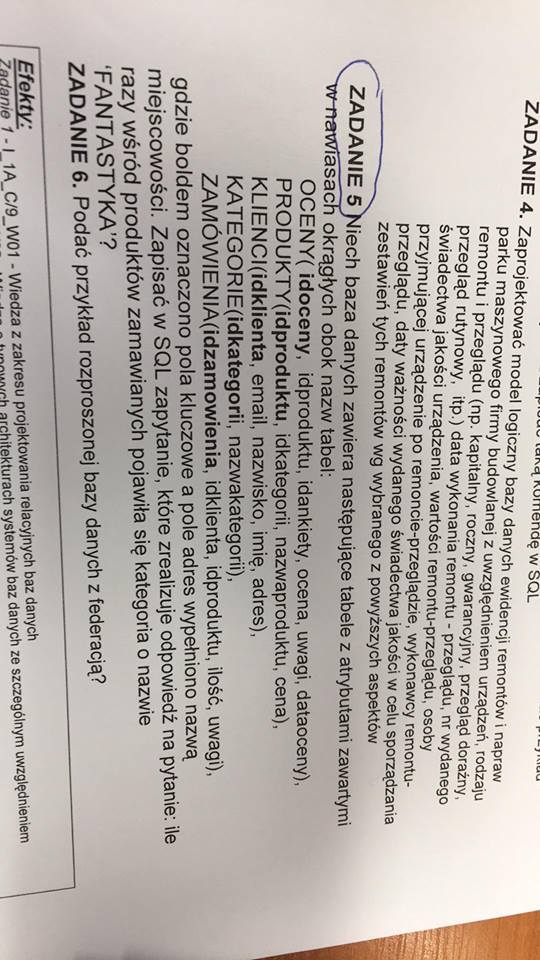 taką komendę w SQL
ZADANIE 4. Zaprojektować model logiczny bazy danych ewidencji remontów i napraw
parku maszynowego firmy budowlanej z uwzględnieniem urządzeń, rodzaju
remontu i przeglądu (np. kapitalny, roczny, gwarancyjny, przegląd doraźny,
przegląd rutynowy, itp.) data wykonania remontu - przeglądu, nr wydanego
świadectwa jakości urządzenia, wartości remontu-przeglądu, osoby
przyjmującej urządzenie po remoncie-przeglądzie, wykonawcy remontu-
przeglądu, daty ważności wydanego świadectwa jakości w celu sporządzania
zestawień tych remontów wg wybranego z powyższych aspektów
ZADANIE 5 Niech baza danych zawiera następujące tabele z atrybutami zawartymi
w nawiasach okrągłych obok nazw tabel:
OCENY( idoceny, idproduktu, idankiety, ocena, uwagi, dataoceny),
PRODUKTY(idproduktu, idkategorii, nazwaproduktu, cena),
KLIENCI(idklienta, email, nazwisko, imię, adres),
KATEGORIE(idkategorii, nazwakategorii),
ZAMÓWIENIA(idzamowienia, idklienta, idproduktu, ilość, uwagi),
gdzie boldem oznaczono pola kluczowe a pole adres wypełniono nazwą
miejscowości. Zapisać w SQL zapytanie, które zrealizuje odpowiedź na pytanie: ile
razy wśród produktów zamawianych pojawiła się kategoria o nazwie
‘FANTASTYKA’?
ZADANIE 6. Podać przykład rozproszonej bazy danych z federacją?
Efekty:
Zadanie 1 - I_1A_C/9_W01 - Wiedza z zakresu projektowania relacyjnych baz danych
Wiedza o typowych architekturach systemów baz danych ze szczególnym uwzględnieniem